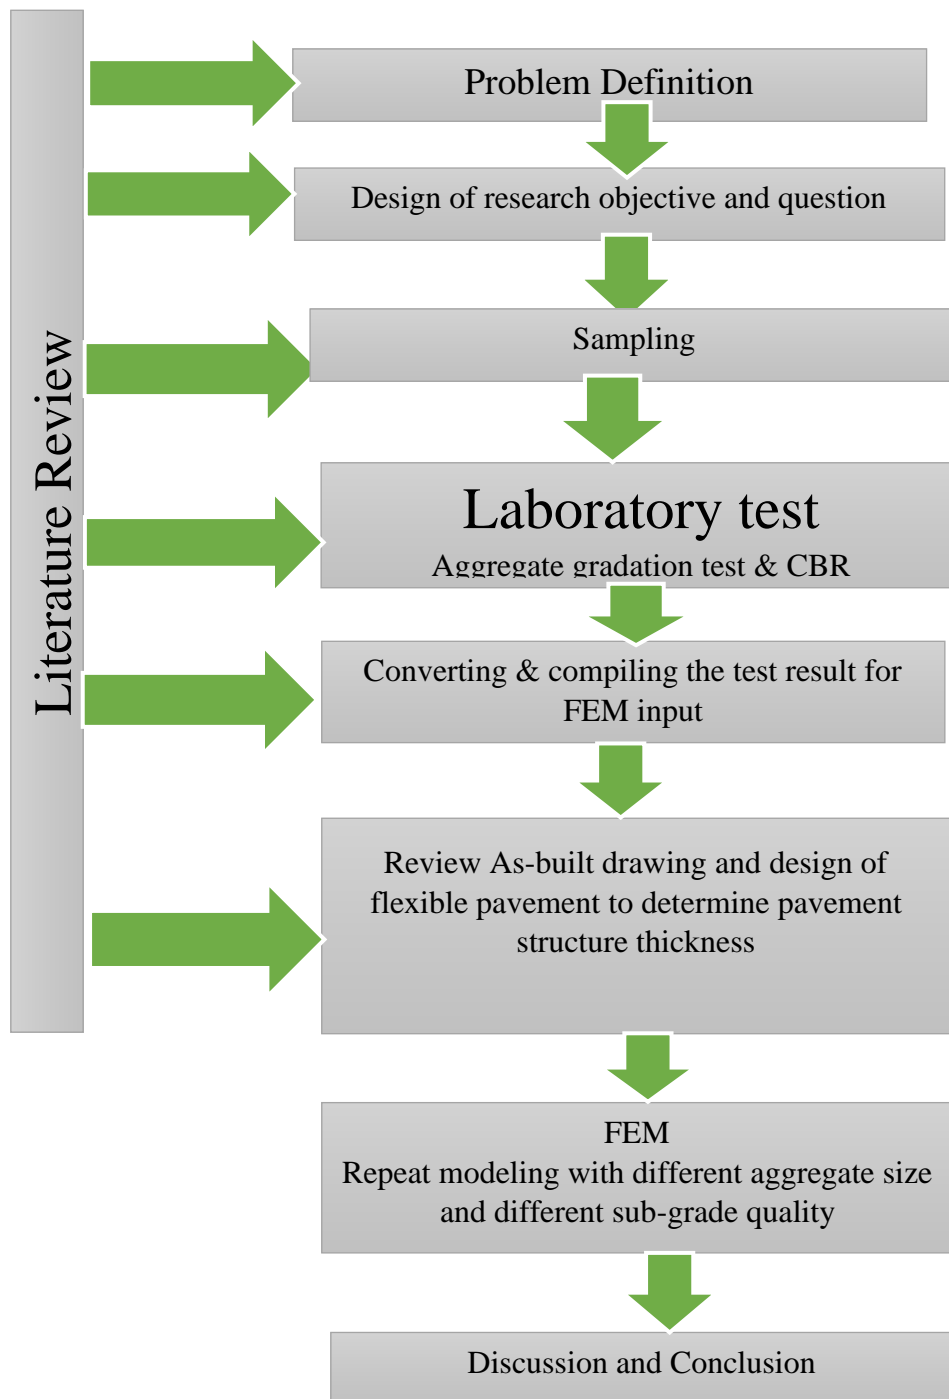 Literature Review
Problem Definition
Design of research objective and question
Sampling
Laboratory test
Aggregate gradation test & CBR
Converting & compiling the test result for
FEM input
Review As-built drawing and design of
flexible pavement to determine pavement
structure thickness
FEM
Repeat modeling with different aggregate size
and different sub-grade quality
Discussion and Conclusion